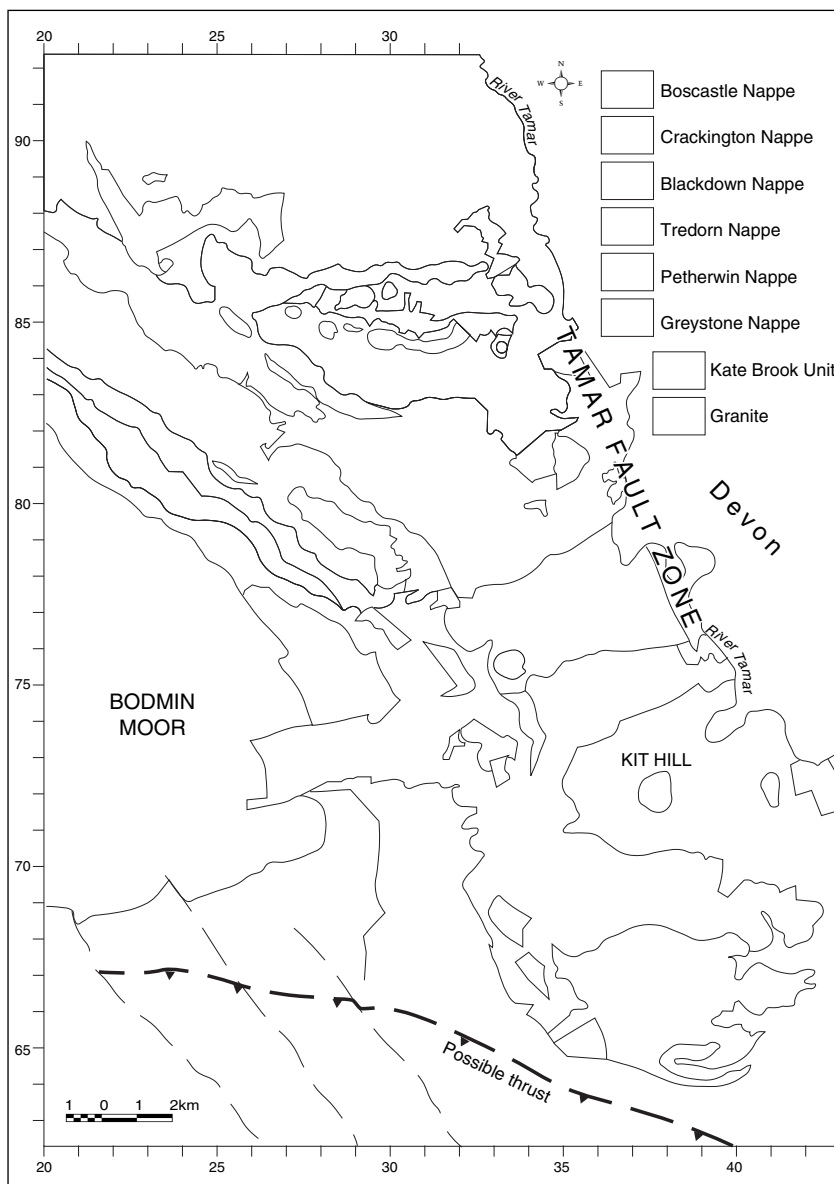 20 25 30 32
N
W E
S
River Tamar
Boscastle Nappe
Crackington Nappe
Blackdown Nappe
Tredorn Nappe
Petherwin Nappe
Greystone Nappe
Kate Brook Unit
Granite
90
85
80
75
70
65
TAMAR FAULT ZONE
Devon
River Tamar
BODMIN
MOOR
KIT HILL
Possible thrust
1 0 1 2km
20 25 30 35 40